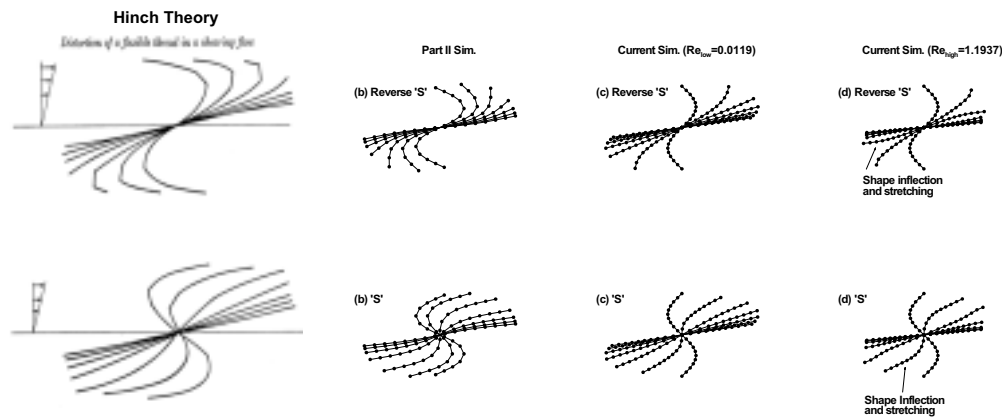 Hinch Theory
Distortion of a flexible thread in a shearing flow
Part II Sim.
Current Sim. (Re_low=0.0119)
Current Sim. (Re_high=1.1937)
(b) Reverse 'S'
(c) Reverse 'S'
(d) Reverse 'S'
Shape inflection
and stretching
(b) 'S'
(c) 'S'
(d) 'S'
Shape Inflection
and stretching